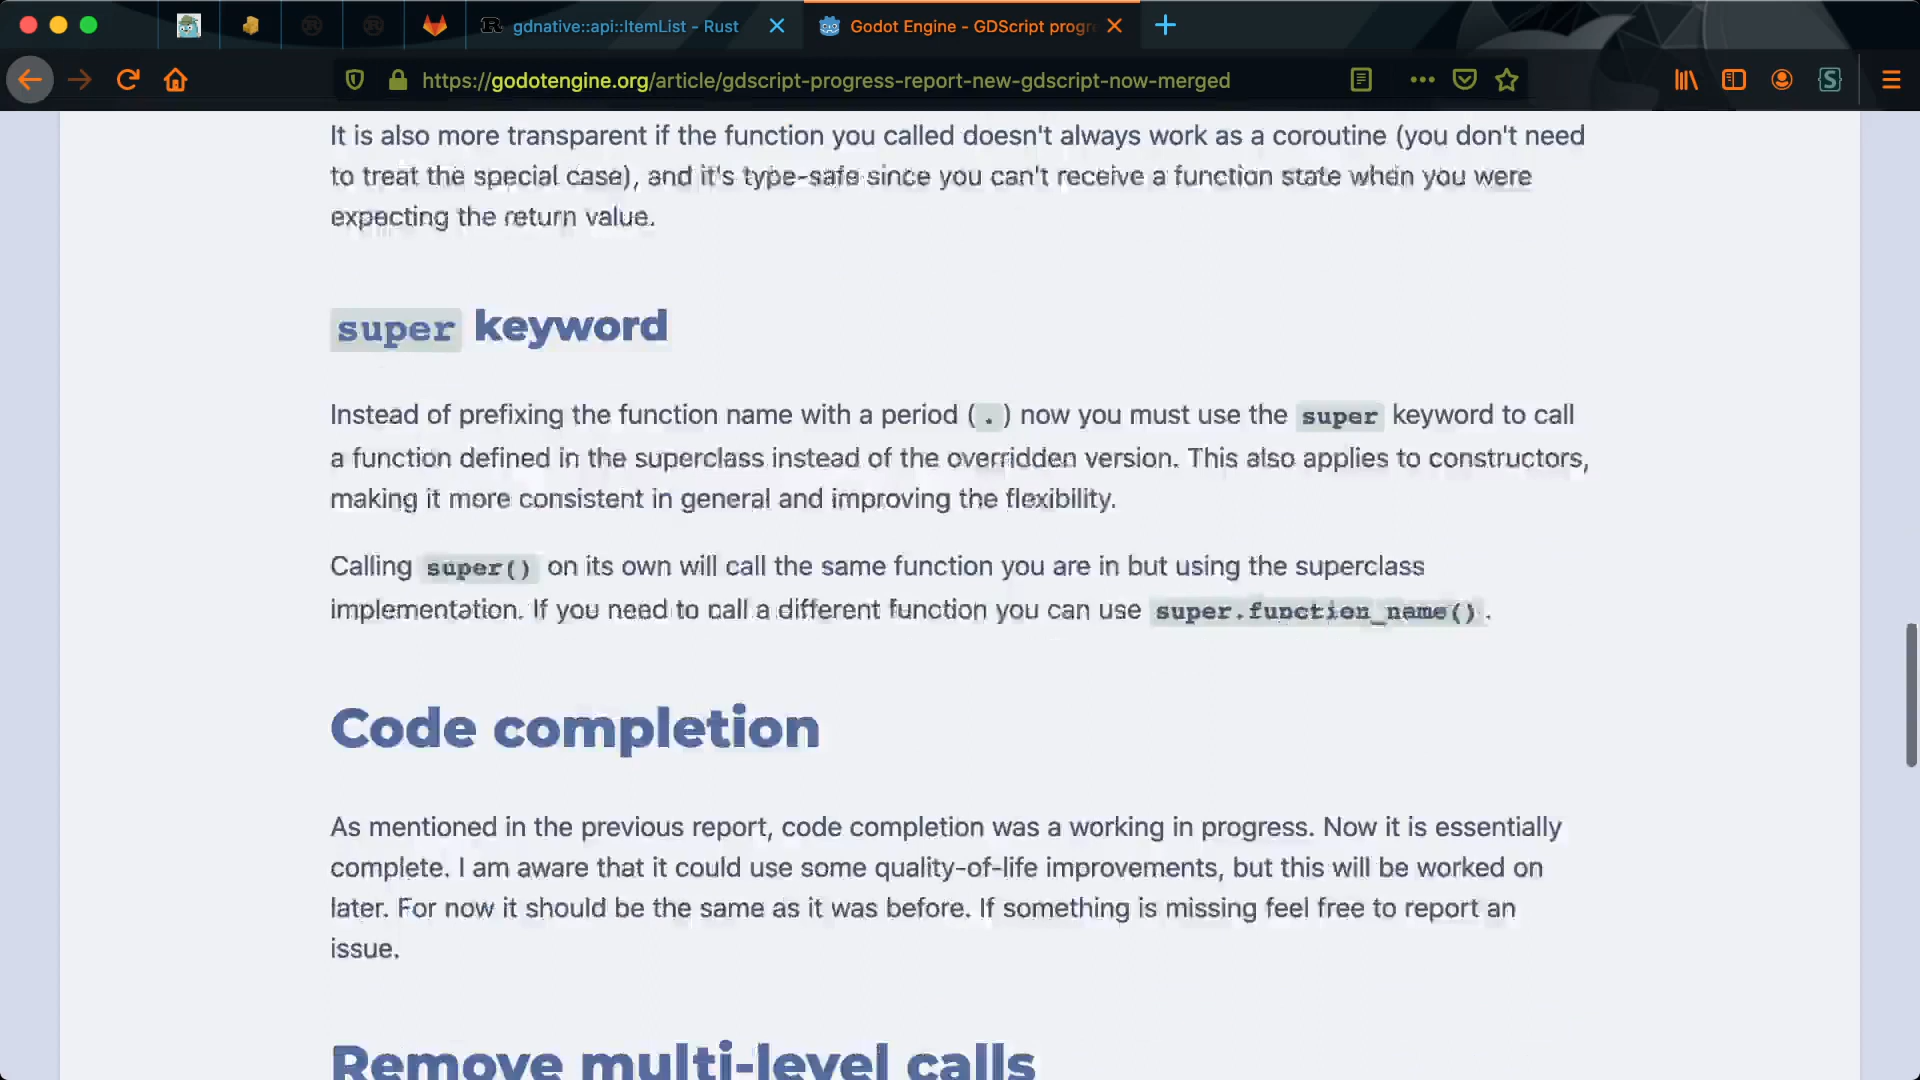 gdnative::api::ItemList - Rust
Godot Engine - GDScript progr
https://godotengine.org/article/gdscript-progress-report-new-gdscript-now-merged
It is also more transparent if the function you called doesn't always work as a coroutine (you don't need
to treat the special case), and it's type-safe since you can't receive a function state when you were
expecting the return value.
super keyword
Instead of prefixing the function name with a period (.) now you must use the super keyword to call
a function defined in the superclass instead of the overridden version. This also applies to constructors,
making it more consistent in general and improving the flexibility.
Calling super() on its own will call the same function you are in but using the superclass
implementation. If you need to call a different function you can use super.function_name().
Code completion
As mentioned in the previous report, code completion was a working in progress. Now it is essentially
complete. I am aware that it could use some quality-of-life improvements, but this will be worked on
later. For now it should be the same as it was before. If something is missing feel free to report an
issue.
Remove multi-level calls